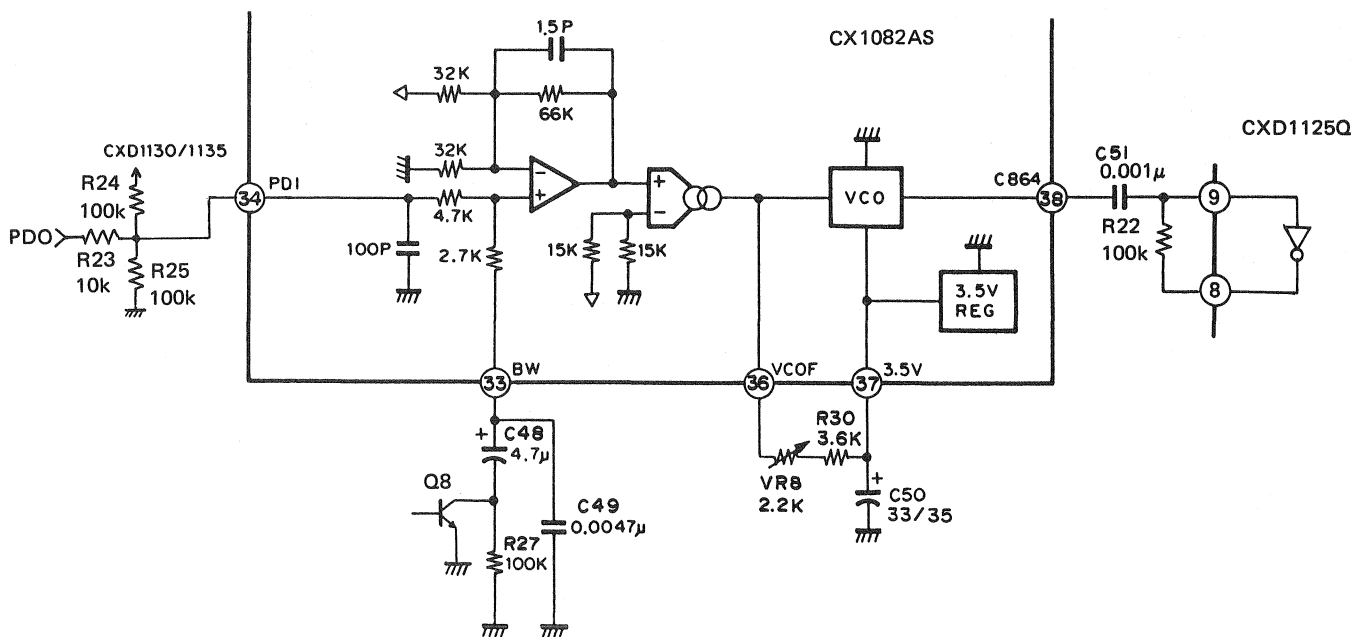 1.5P
CX1082AS
32K
66K
CXD1125Q
CXD1130/1135
32K
C51
0.001μ
R24
100k
34
PDI
4.7K
-
+
+
-
VCO
C864
38
9
PDO
R23
10k
R25
100k
100P
2.7K
15K
15K
R22
100k
3.5V
REG
8
33
BW
36
VCOF
37
3.5V
+
C48
4.7μ
R30
3.6K
VR8
2.2K
+
C50
33/35
Q8
C49
0.0047μ
R27
100K